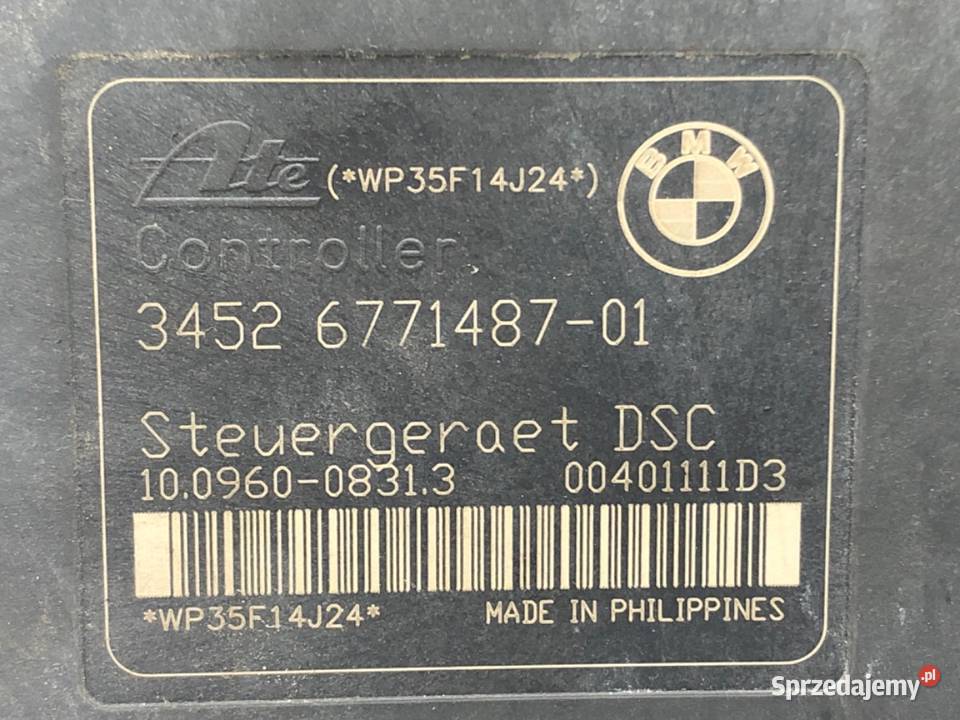 Ate (*WP35F14J24*)
BMW
Controller
3452 6771487-01
Steuergeraet DSC
10.0960-0831.3 00401111D3
*WP35F14J24* MADE IN PHILIPPINES
Sprzedajemy.pl